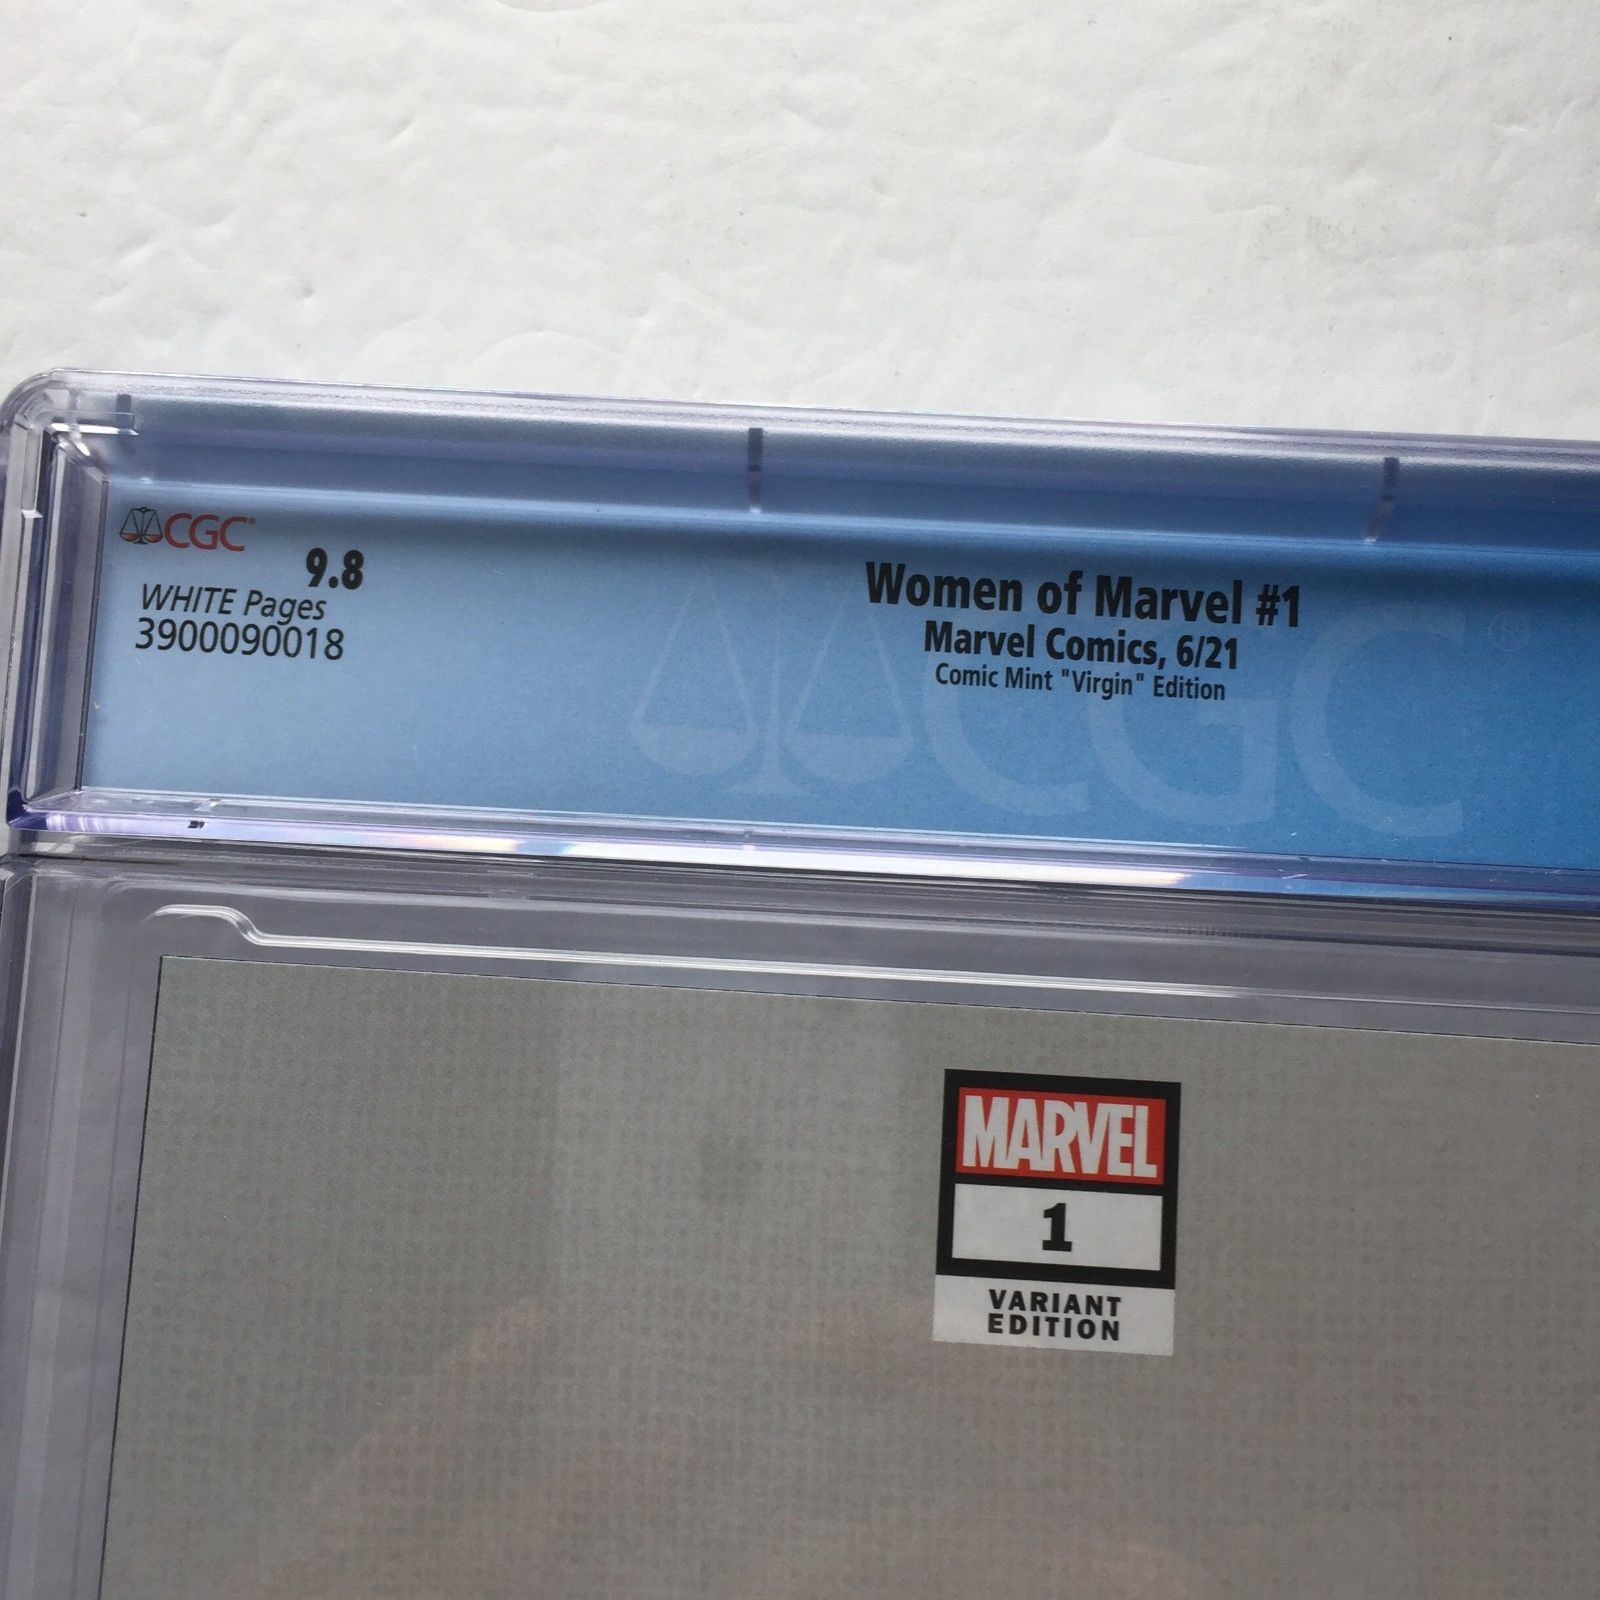 CGC
9.8
WHITE Pages
3900090018
Women of Marvel #1
Marvel Comics, 6/21
Comic Mint "Virgin" Edition
CGC
MARVEL
1
VARIANT
EDITION